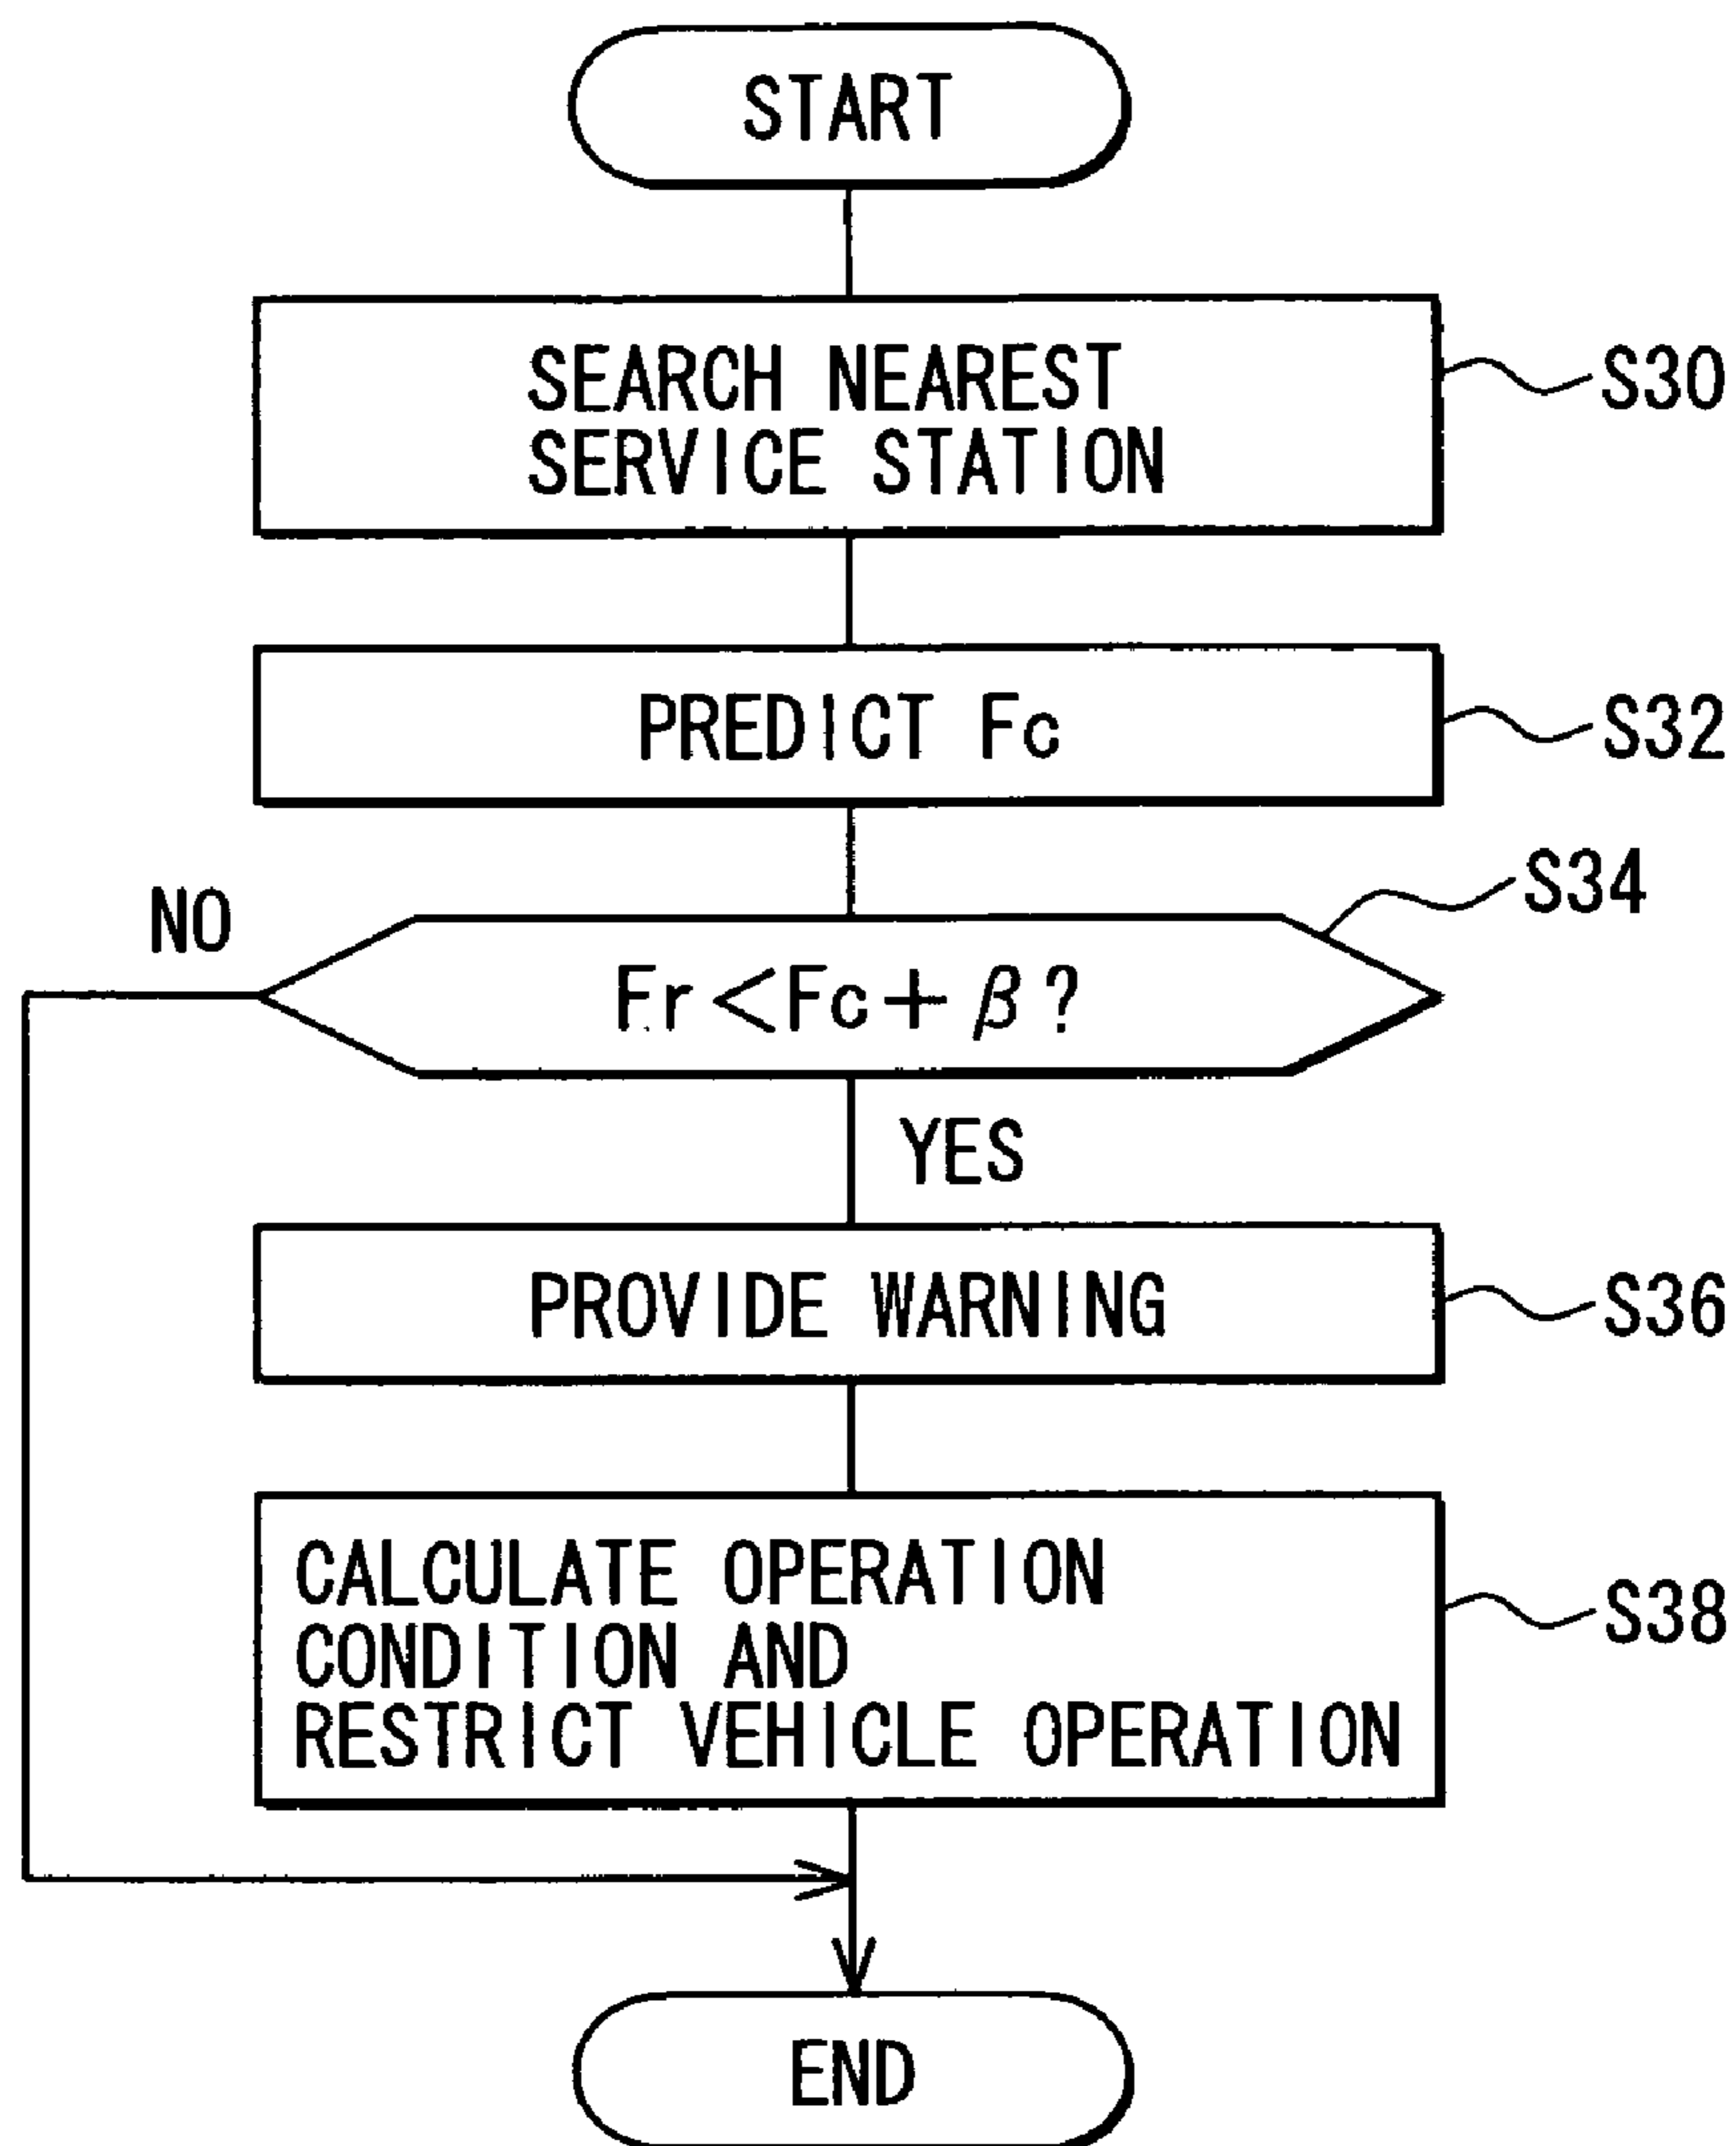 START
SEARCH NEAREST
SERVICE STATION
S30
PREDICT Fc
S32
S34
NO
Fr<Fc+β?
YES
PROVIDE WARNING
S36
CALCULATE OPERATION
CONDITION AND
RESTRICT VEHICLE OPERATION
S38
END